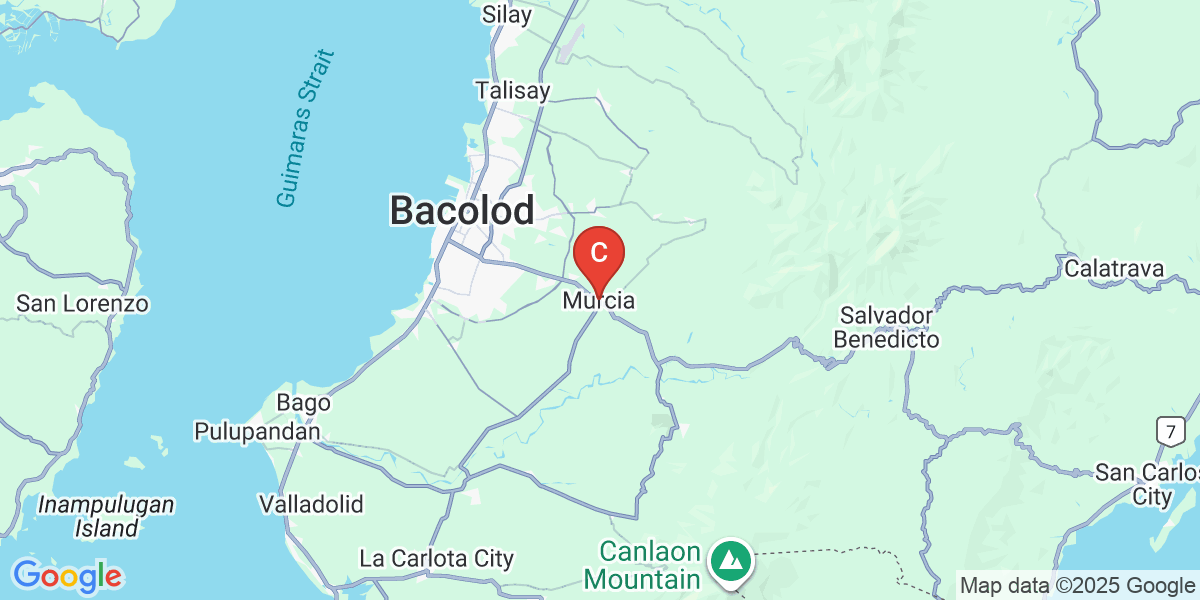 Silay
Talisay
Guimaras Strait
Bacolod
C
Murcia
San Lorenzo
Calatrava
Salvador
Benedicto
Bago
Pulupandan
7
San Carlos
City
Inampulugan
Island
Valladolid
La Carlota City
Canlaon
Mountain
Google
Map data ©2025 Google